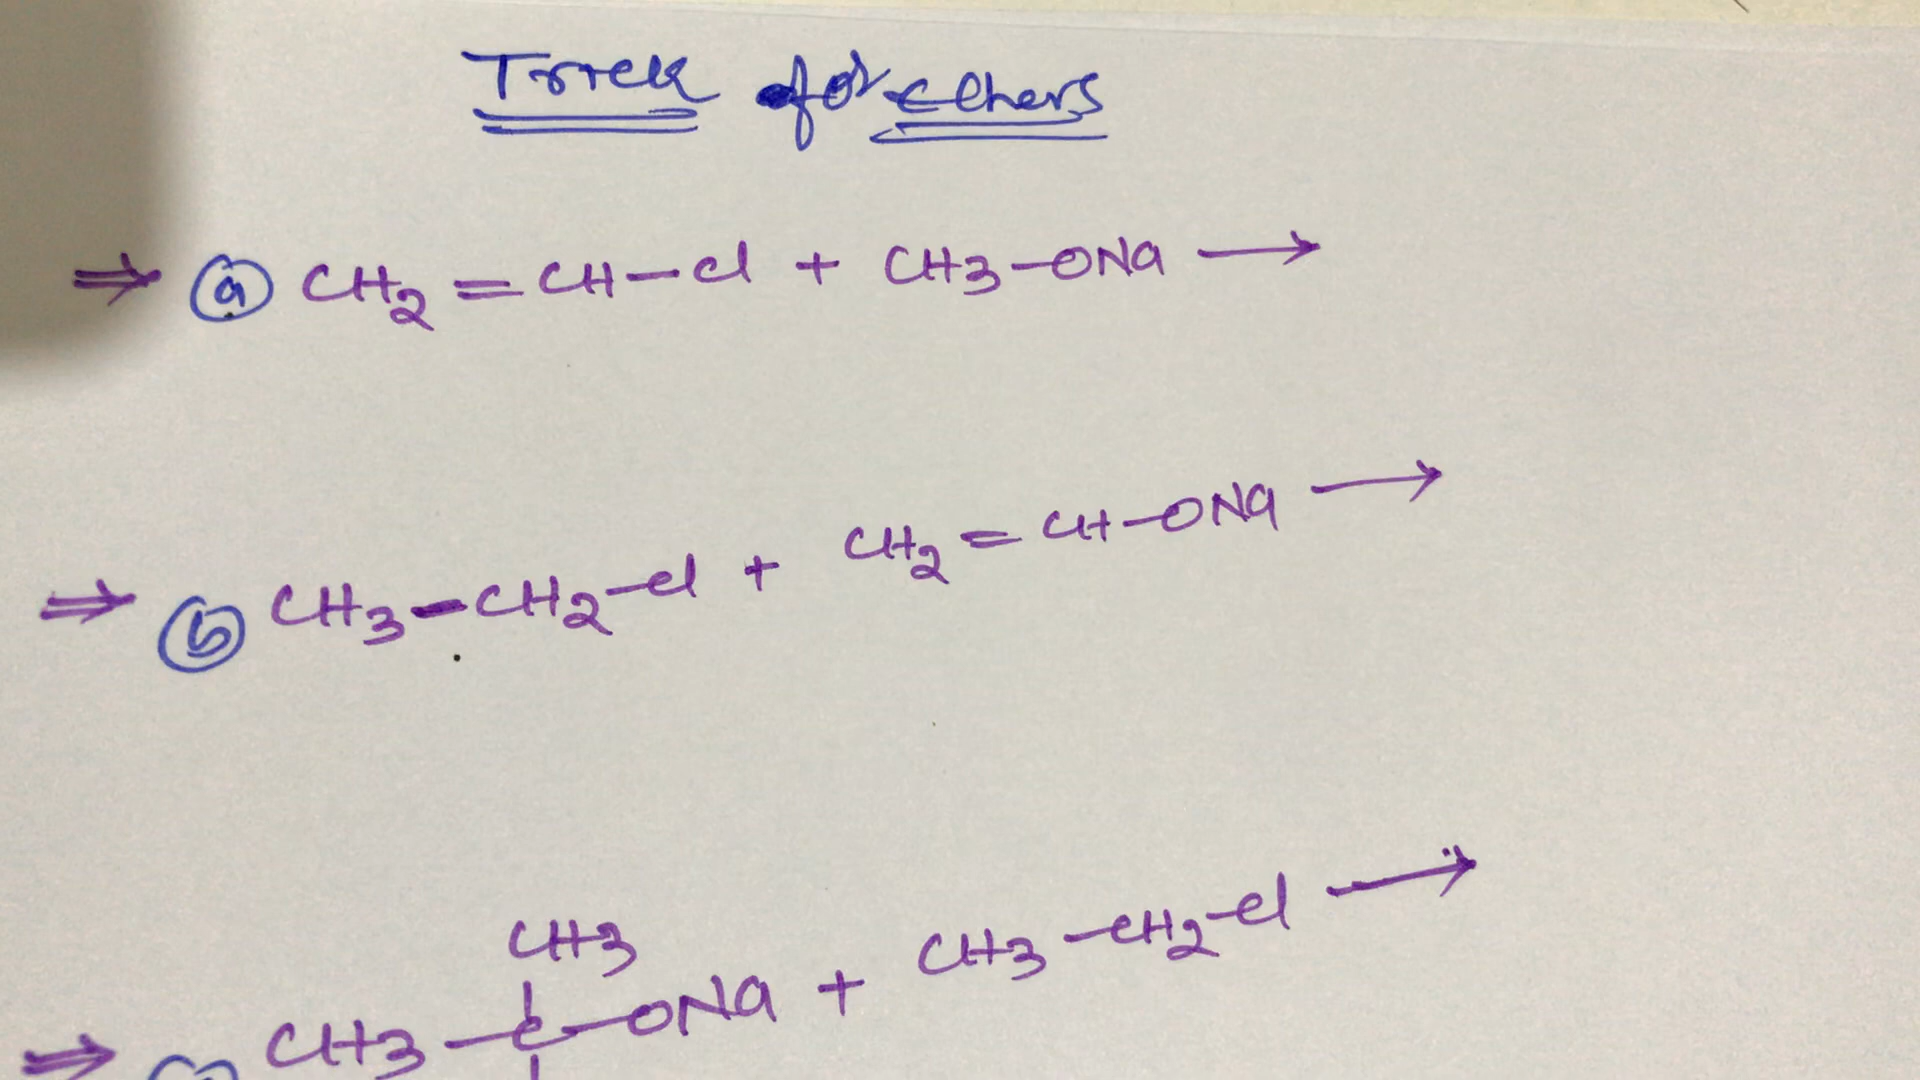 Trick for ethers
⇒ (a) CH2 = CH - Cl + CH3 - ONa →
⇒ (b) CH3 - CH2 - Cl + CH2 = CH - ONa →
CH3
⇒ CH3 - C - ONa + CH3 - CH2 - Cl →